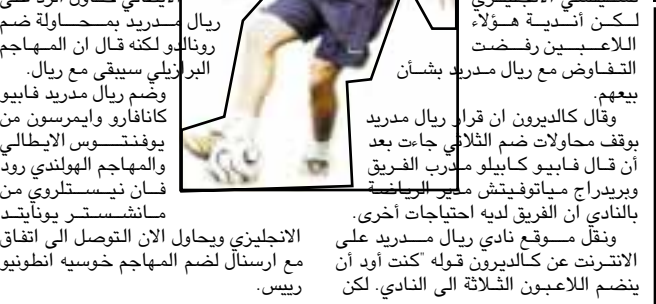 لكن أندية هؤلاء
اللاعبين رفضت
التفاوض مع ريال مدريد بشأن
بيعهم.
وقال كالديرون ان قرار ريال مدريد
بوقف محاولات ضم الثلاثي جاءت بعد
أن قال فابيو كابيلو مدرب الفريق
وبريدراج مياتوفيتش مدير الرياضة
بالنادي ان الفريق لديه احتياجات أخرى.
ونقل موقع نادي ريال مدريد على
الانترنت عن كالديرون قوله "كنت أود أن
ينضم اللاعبون الثلاثة الى النادي. لكن
ريال مدريد بمحاولة ضم
رونالدو لكنه قال ان المهاجم
البرازيلي سيبقى مع ريال.
وضم ريال مدريد فابيو
كانافارو وايمرسون من
يوفنتوس الايطالي
والمهاجم الهولندي رود
فان نيستلروي من
مانشستر يونايتد
الانجليزي ويحاول الان التوصل الى اتفاق
مع ارسنال لضم المهاجم خوسيه انطونيو
رييس.